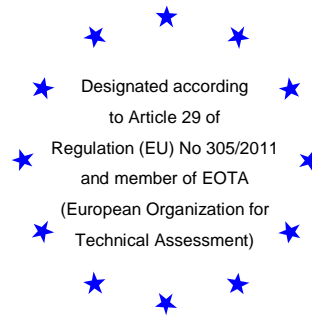 Designated according
to Article 29 of
Regulation (EU) No 305/2011
and member of EOTA
(European Organization for
Technical Assessment)